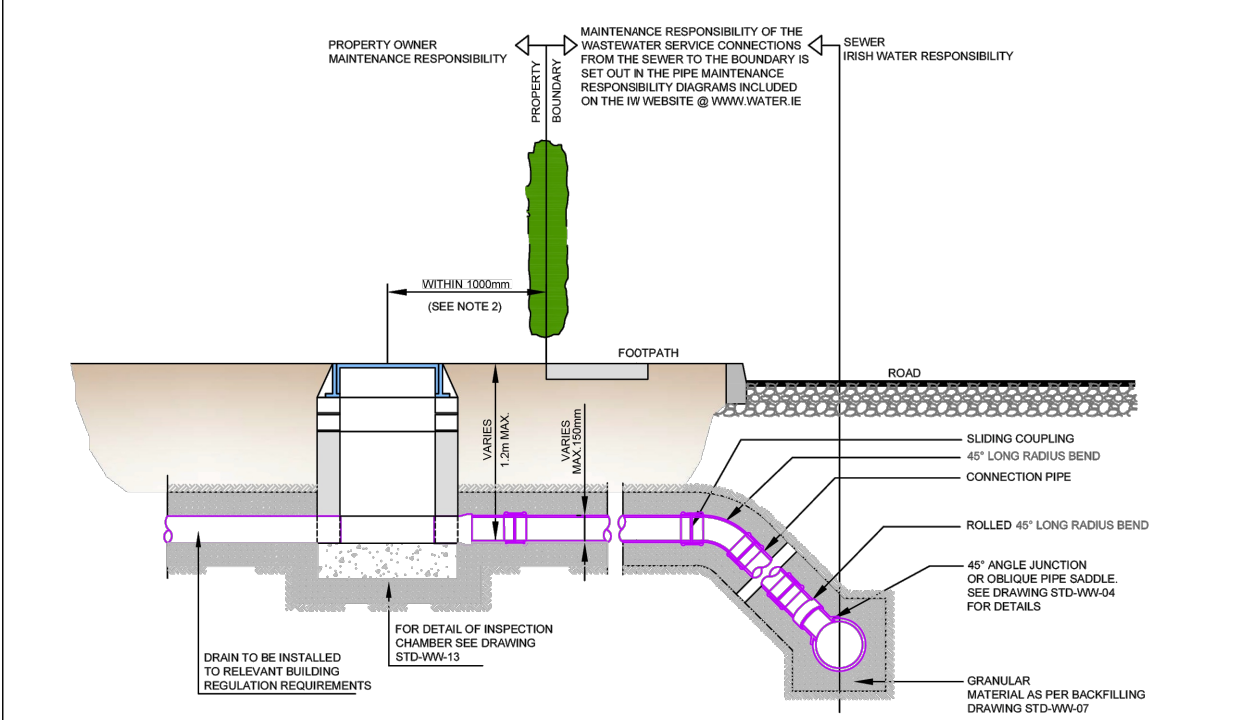 PROPERTY OWNER
MAINTENANCE RESPONSIBILITY
MAINTENANCE RESPONSIBILITY OF THE
WASTEWATER SERVICE CONNECTIONS
FROM THE SEWER TO THE BOUNDARY IS
SET OUT IN THE PIPE MAINTENANCE
RESPONSIBILITY DIAGRAMS INCLUDED
ON THE IW WEBSITE @ WWW.WATER.IE
SEWER
IRISH WATER RESPONSIBILITY
PROPERTY
BOUNDARY
WITHIN 1000mm
(SEE NOTE 2)
FOOTPATH
ROAD
VARIES
1.2m MAX.
VARIES
MAX.150mm
SLIDING COUPLING
45° LONG RADIUS BEND
CONNECTION PIPE
ROLLED 45° LONG RADIUS BEND
45° ANGLE JUNCTION
OR OBLIQUE PIPE SADDLE.
SEE DRAWING STD-WW-04
FOR DETAILS
FOR DETAIL OF INSPECTION
CHAMBER SEE DRAWING
STD-WW-13
DRAIN TO BE INSTALLED
TO RELEVANT BUILDING
REGULATION REQUIREMENTS
GRANULAR
MATERIAL AS PER BACKFILLING
DRAWING STD-WW-07